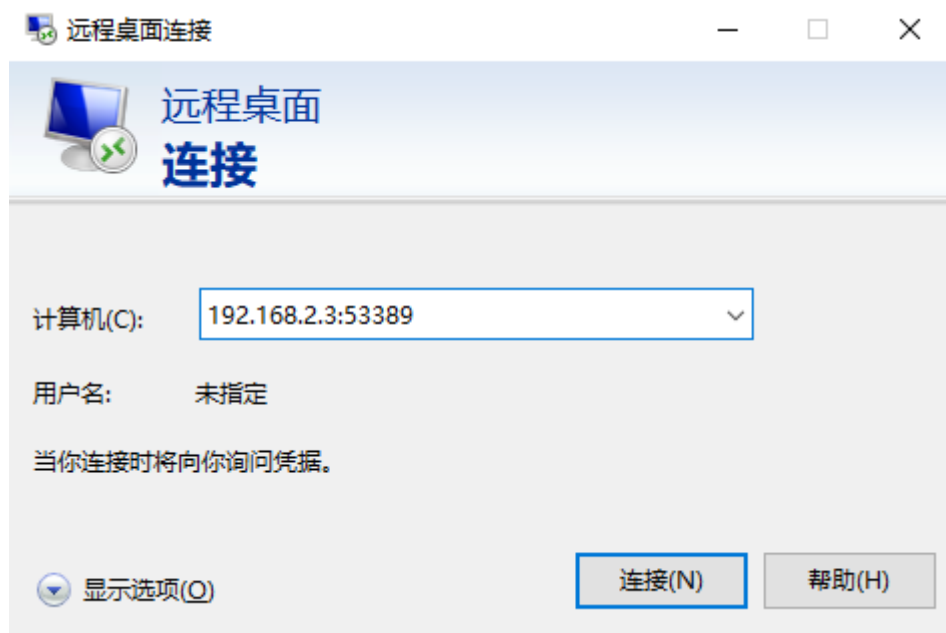 远程桌面连接
远程桌面
连接
计算机(C): 192.168.2.3:53389
用户名: 未指定
当你连接时将向你询问凭据。
显示选项(O) 连接(N) 帮助(H)